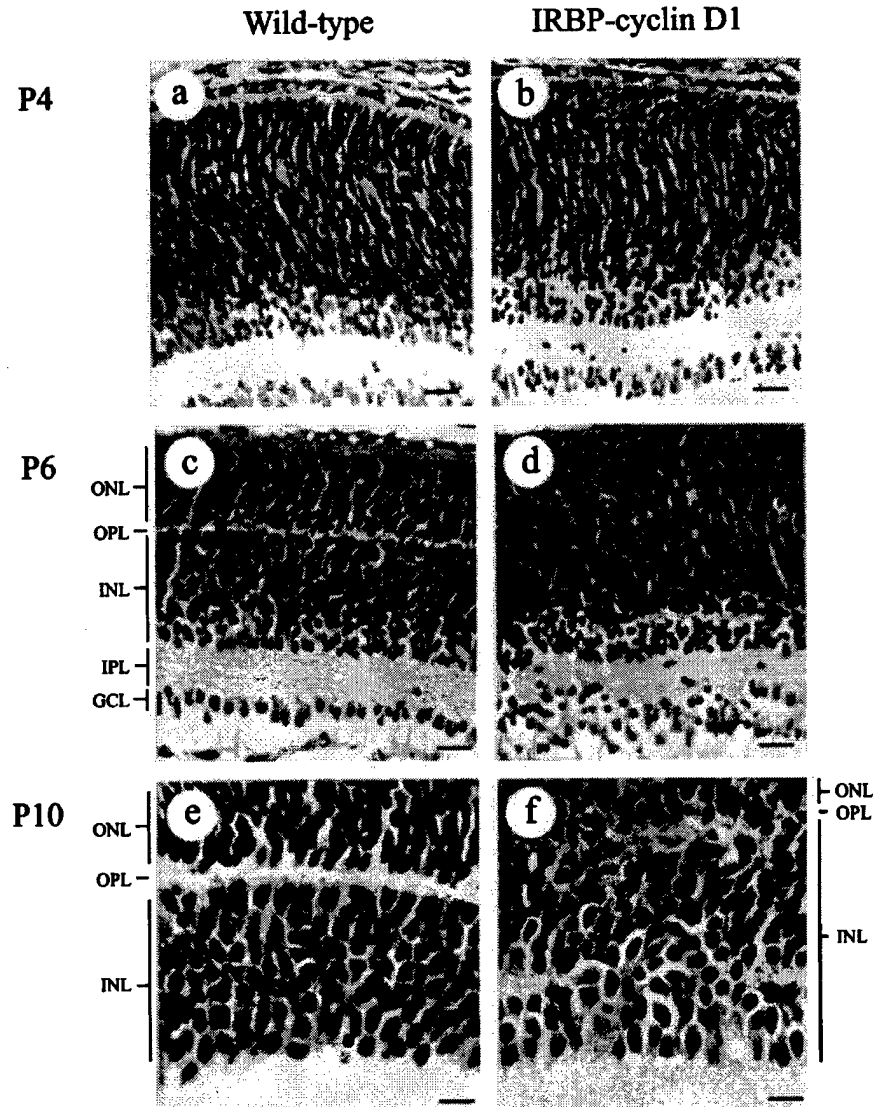 Wild-type IRBP-cyclin D1
P4
a
b
P6
c
d
ONL
OPL
INL
IPL
GCL
P10
e
f
ONL
OPL
INL
ONL
OPL
INL